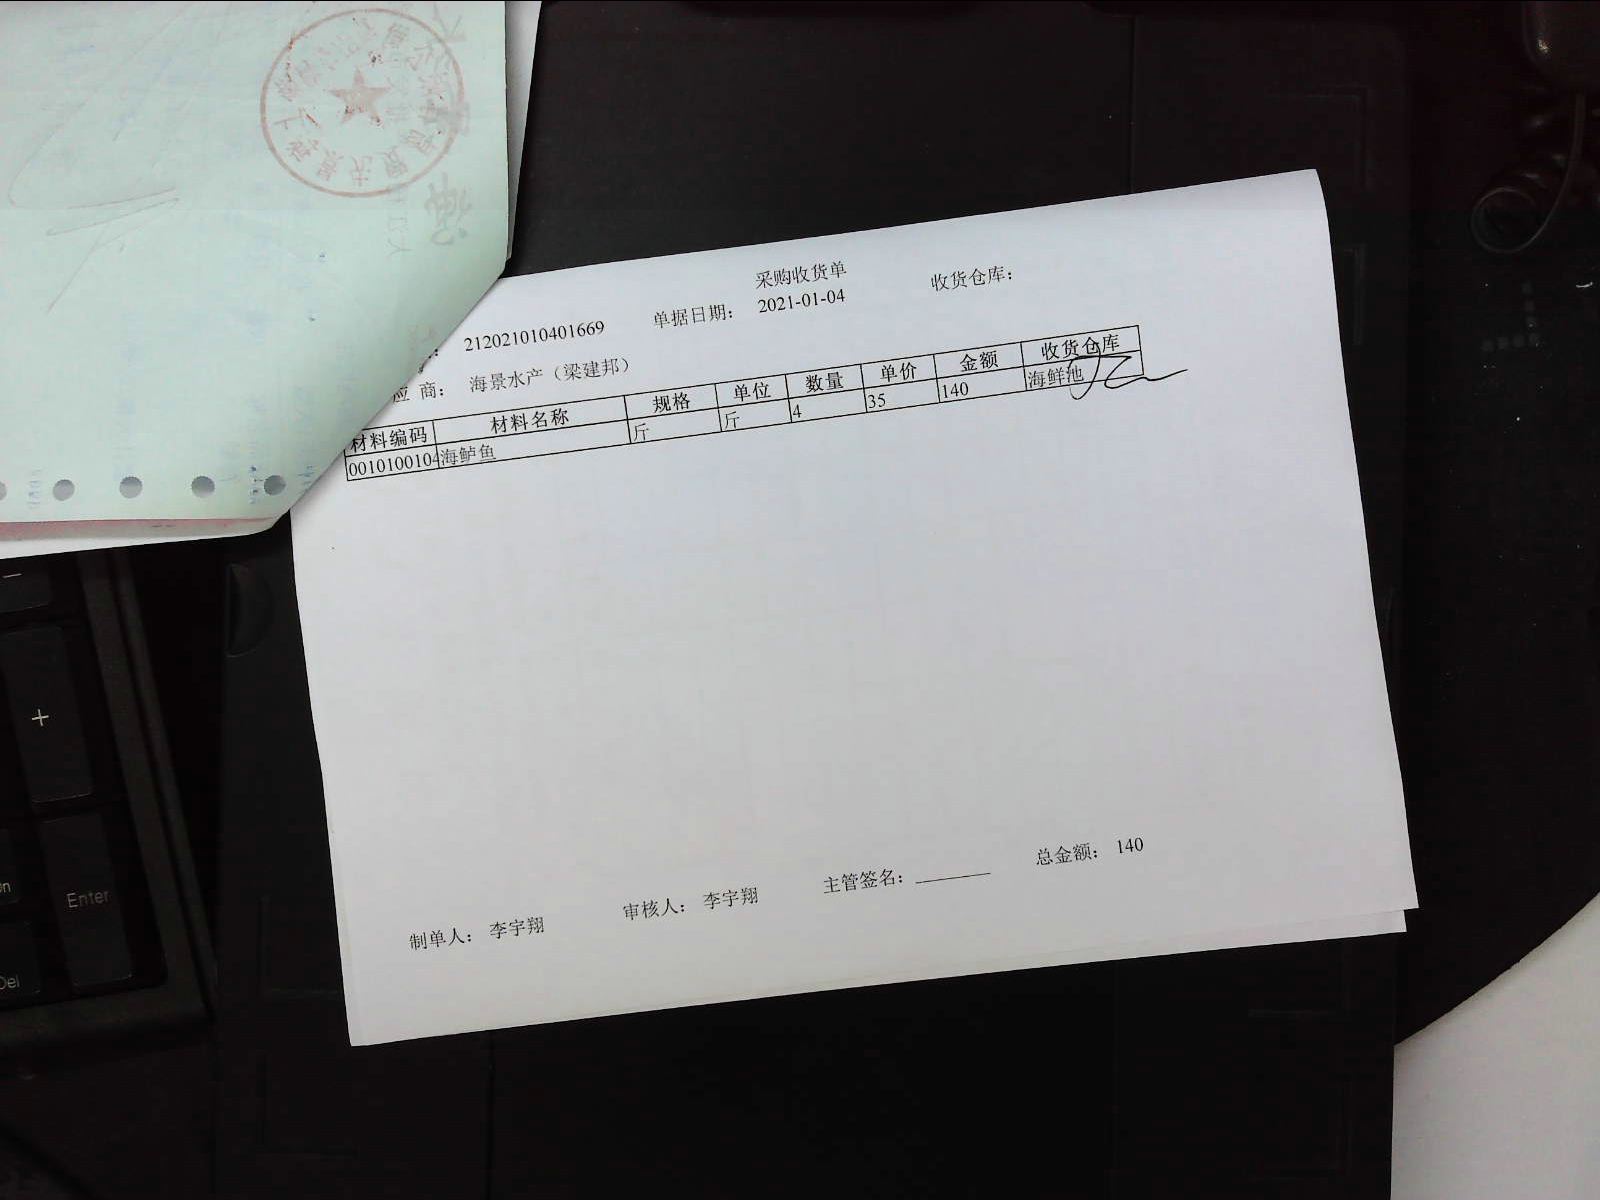 采购收货单
212021010401669 单据日期： 2021-01-04 收货仓库：
应 商： 海景水产（梁建邦）
材料编码 材料名称 规格 单位 数量 单价 金额 收货仓库
0010100104 海鲈鱼 斤 斤 4 35 140 海鲜池
制单人： 李宇翔 审核人： 李宇翔 主管签名： 总金额： 140
+
Enter
Del